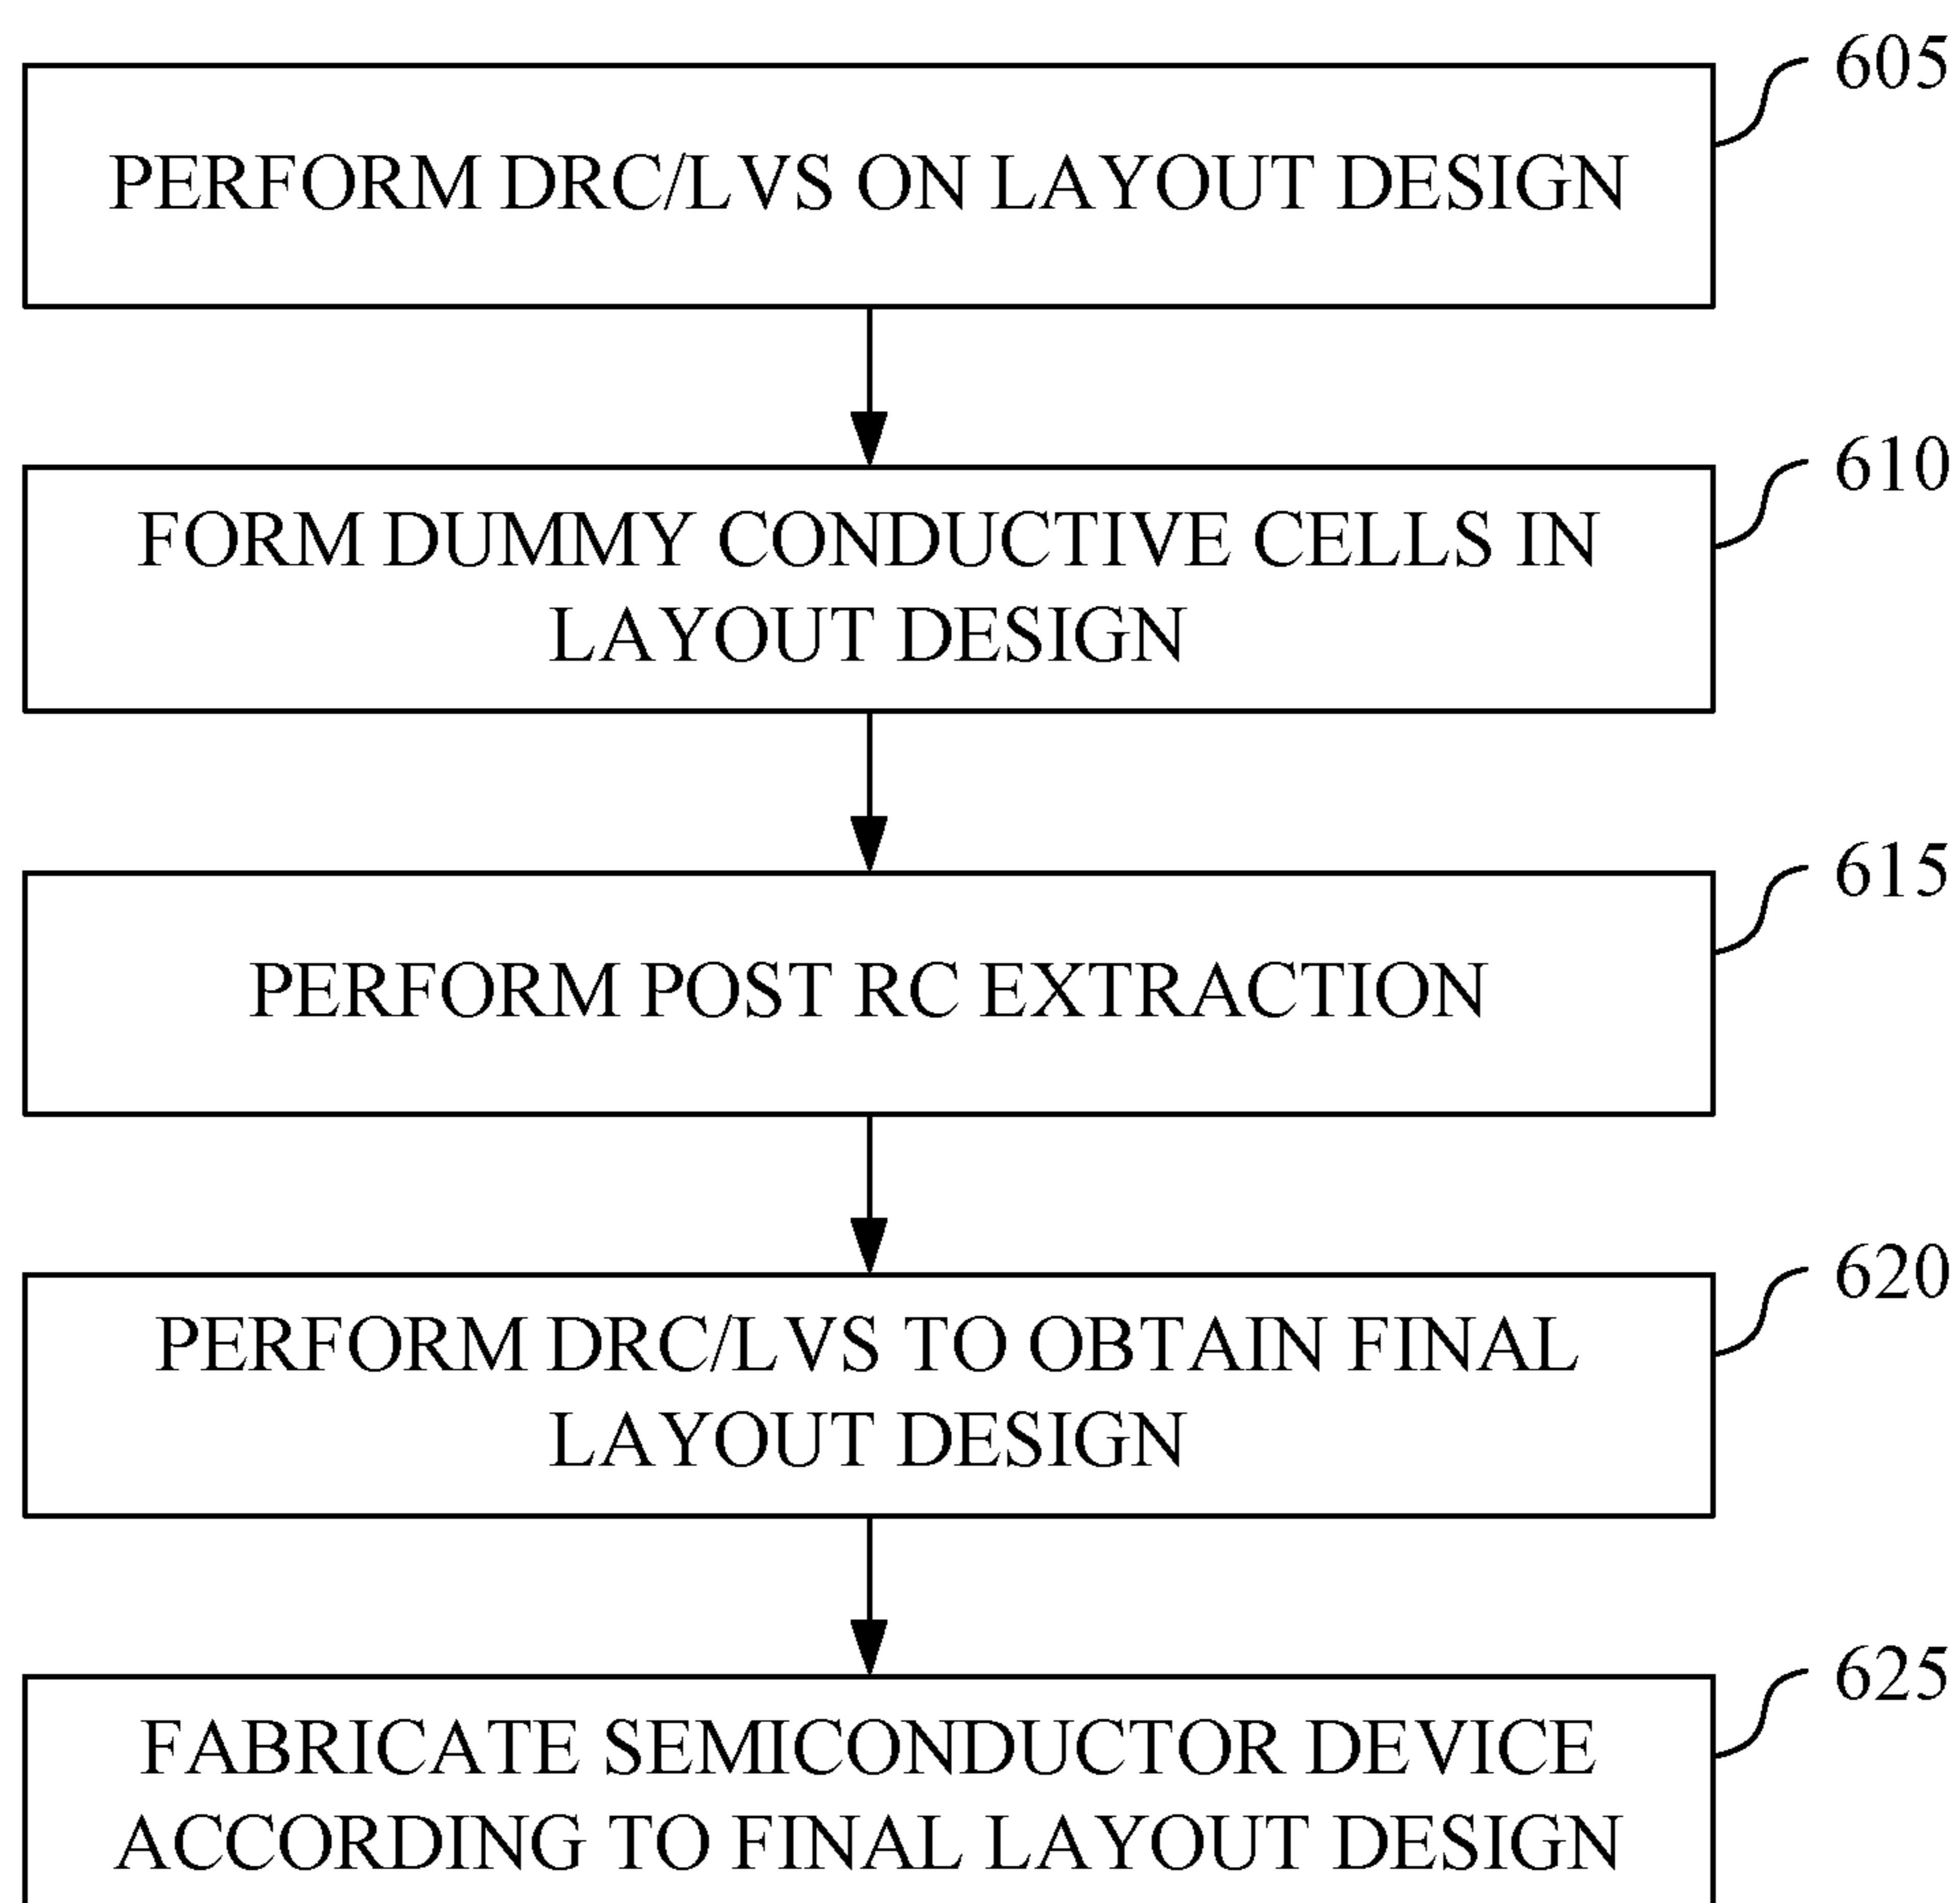 605
PERFORM DRC/LVS ON LAYOUT DESIGN
610
FORM DUMMY CONDUCTIVE CELLS IN
LAYOUT DESIGN
615
PERFORM POST RC EXTRACTION
620
PERFORM DRC/LVS TO OBTAIN FINAL
LAYOUT DESIGN
625
FABRICATE SEMICONDUCTOR DEVICE
ACCORDING TO FINAL LAYOUT DESIGN